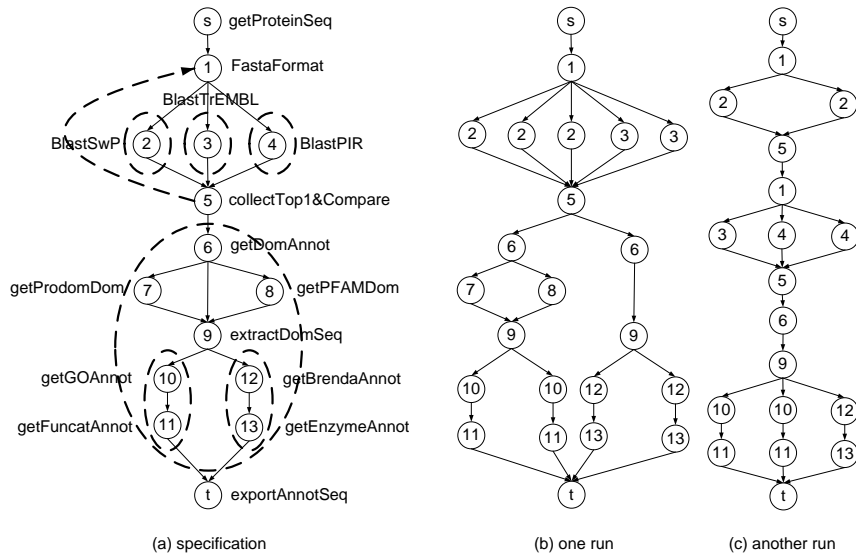 s getProteinSeq
1 FastaFormat
BlastTrEMBL
BlastSwP 2 3 4 BlastPIR
5 collectTop1&Compare
6 getDomAnnot
getProdomDom 7 8 getPFAMDom
9 extractDomSeq
getGOAnnot 10 12 getBrendaAnnot
getFuncatAnnot 11 13 getEnzymeAnnot
t exportAnnotSeq
(a) specification
s
1
2 2 2 3 3
5
6 6
7 8
9 9
10 10 12 12
11 11 13 13
t
(b) one run
s
1
2 2
5
1
3 4 4
5
6
9
10 10 12
11 11 13
t
(c) another run